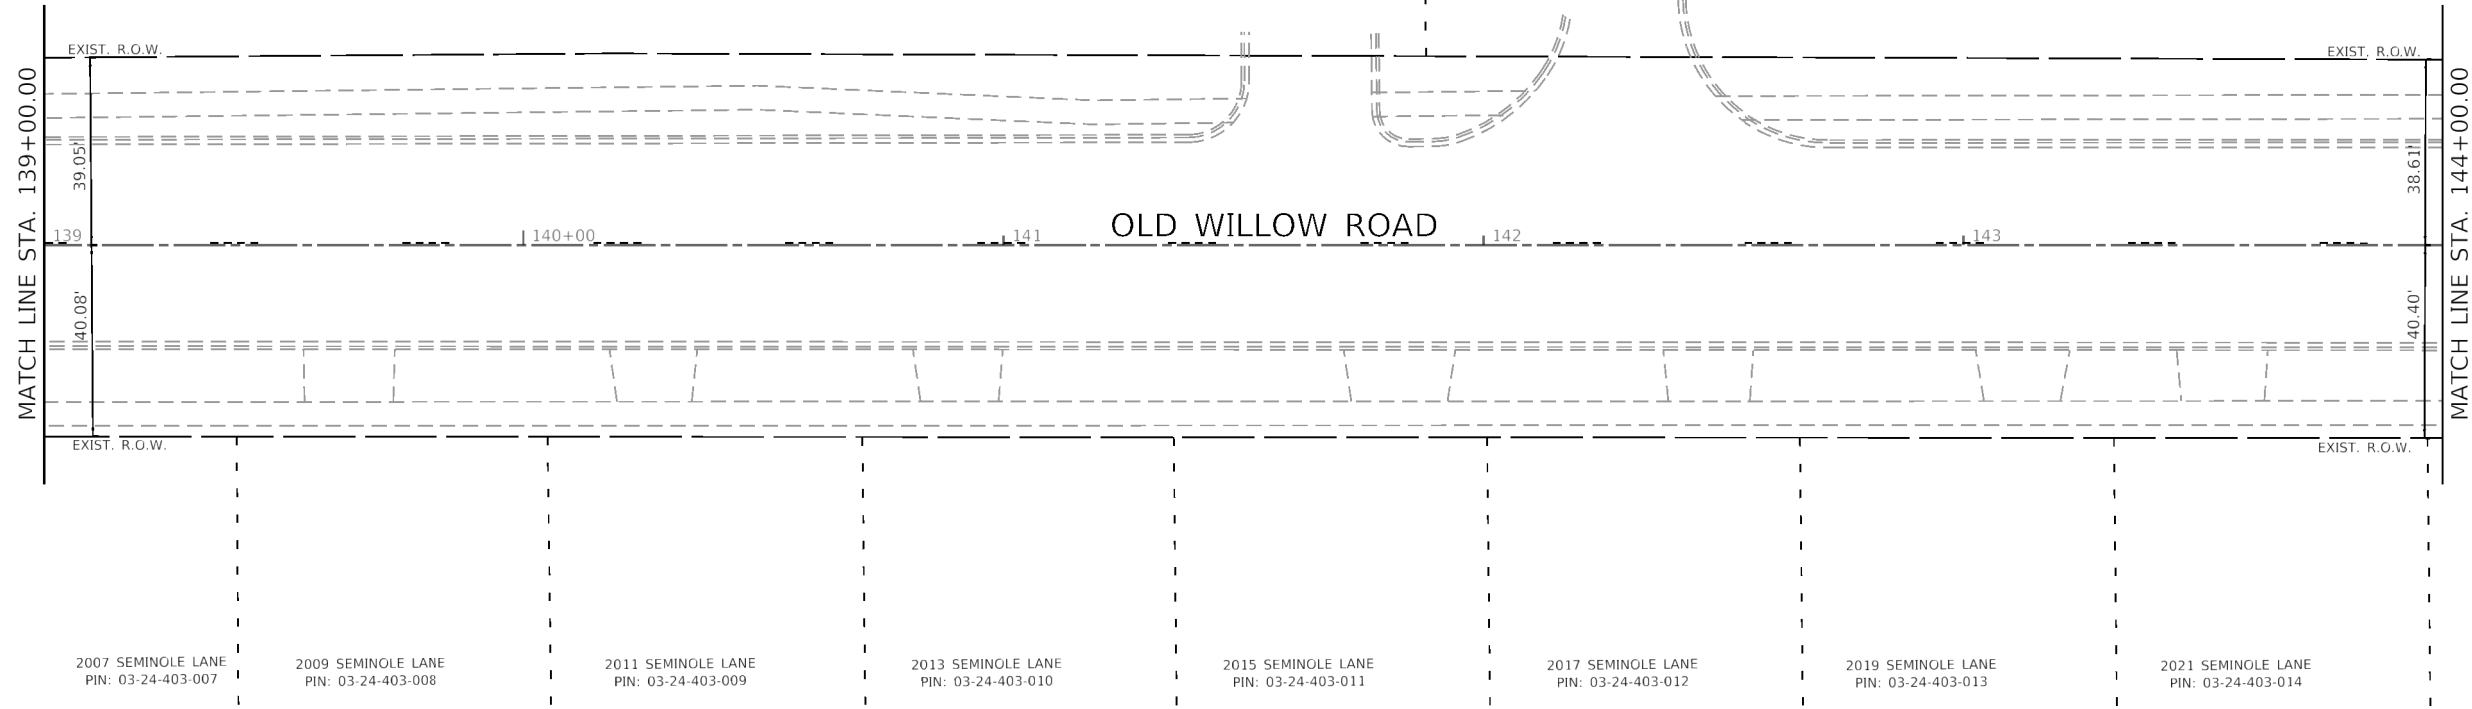 EXIST. R.O.W.
EXIST. R.O.W.
MATCH LINE STA. 139+00.00
39.05'
38.61'
MATCH LINE STA. 144+00.00
OLD WILLOW ROAD
139
140+00
141
142
143
40.08'
40.40'
EXIST. R.O.W.
EXIST. R.O.W.
2007 SEMINOLE LANE
PIN: 03-24-403-007
2009 SEMINOLE LANE
PIN: 03-24-403-008
2011 SEMINOLE LANE
PIN: 03-24-403-009
2013 SEMINOLE LANE
PIN: 03-24-403-010
2015 SEMINOLE LANE
PIN: 03-24-403-011
2017 SEMINOLE LANE
PIN: 03-24-403-012
2019 SEMINOLE LANE
PIN: 03-24-403-013
2021 SEMINOLE LANE
PIN: 03-24-403-014